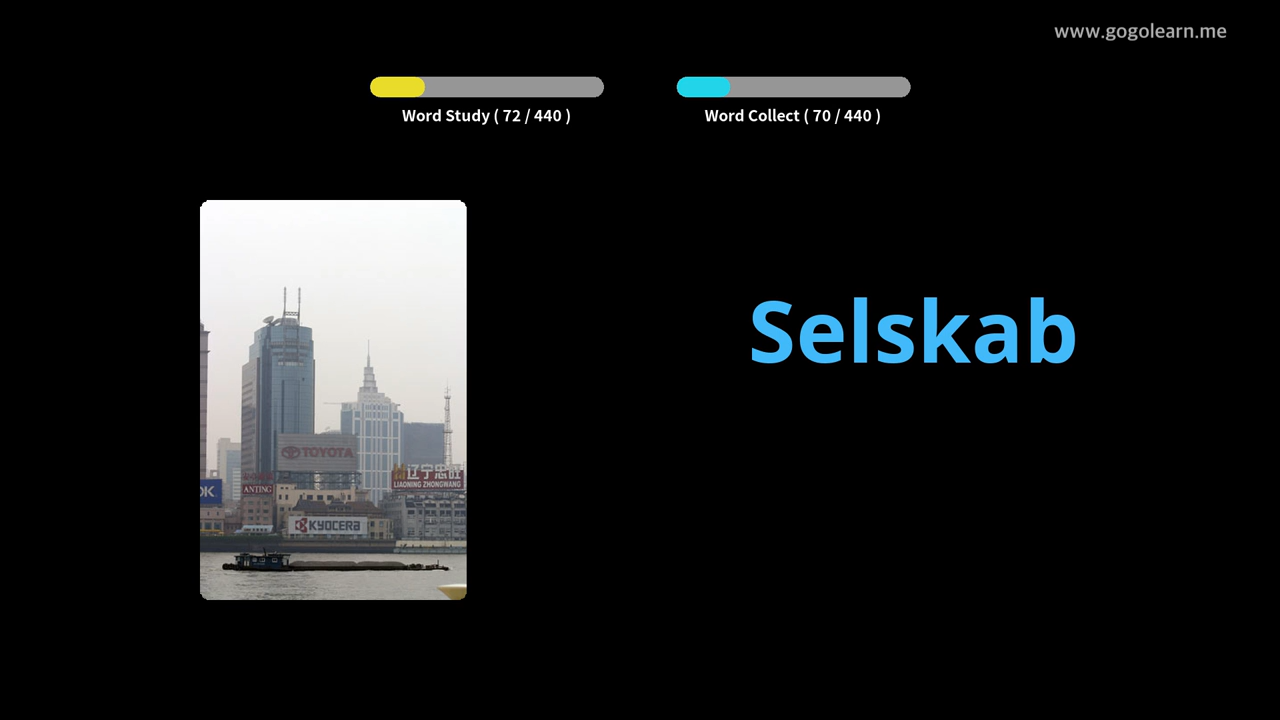 www.gogolearn.me
Word Study ( 72 / 440 )
Word Collect ( 70 / 440 )
Selskab
TOYOTA
辽宁忠旺
LIAONING ZHONGWANG
OK
ANTING
KYOCERA